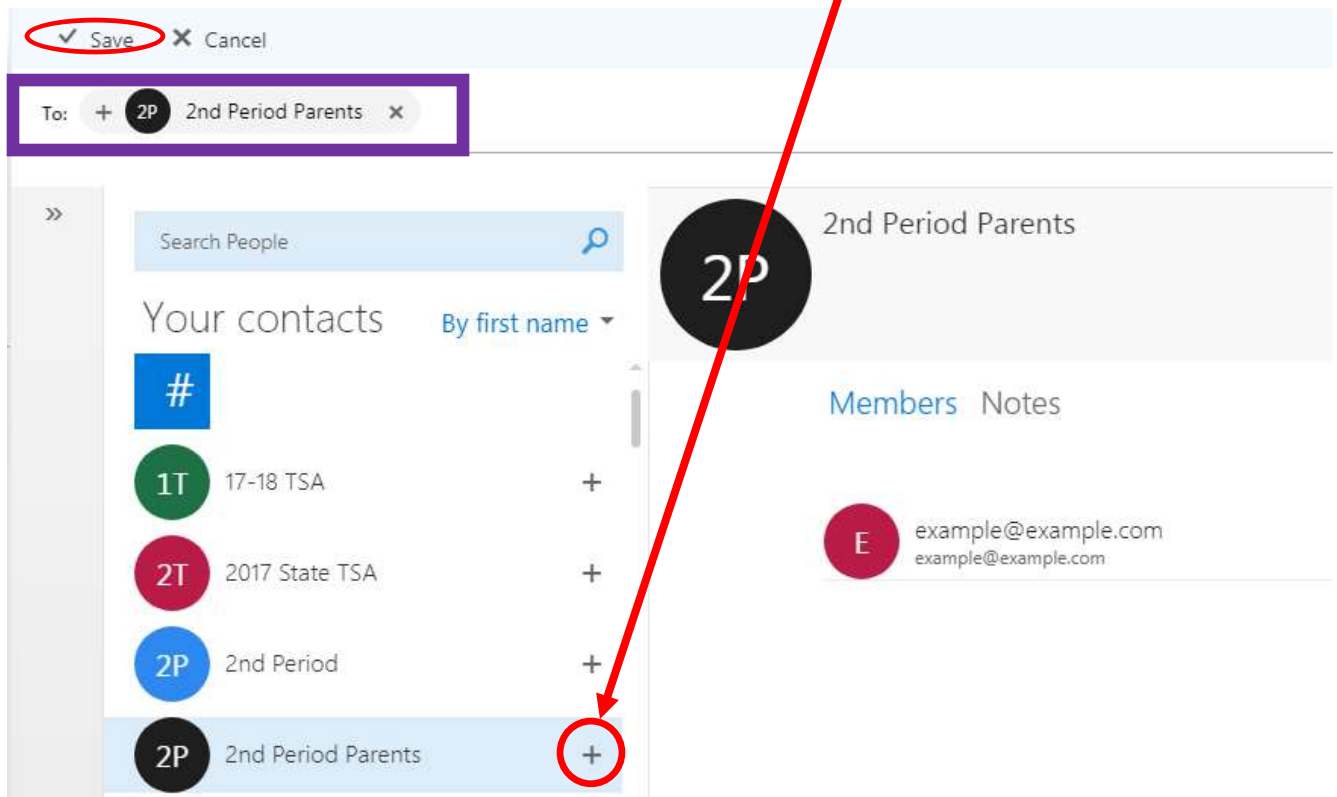 ✓ Save ✕ Cancel
To: + 2P 2nd Period Parents ✕
»
Search People
Your contacts By first name
#
1T 17-18 TSA +
2T 2017 State TSA +
2P 2nd Period +
2P 2nd Period Parents +
2P 2nd Period Parents
Members Notes
E example@example.com
example@example.com